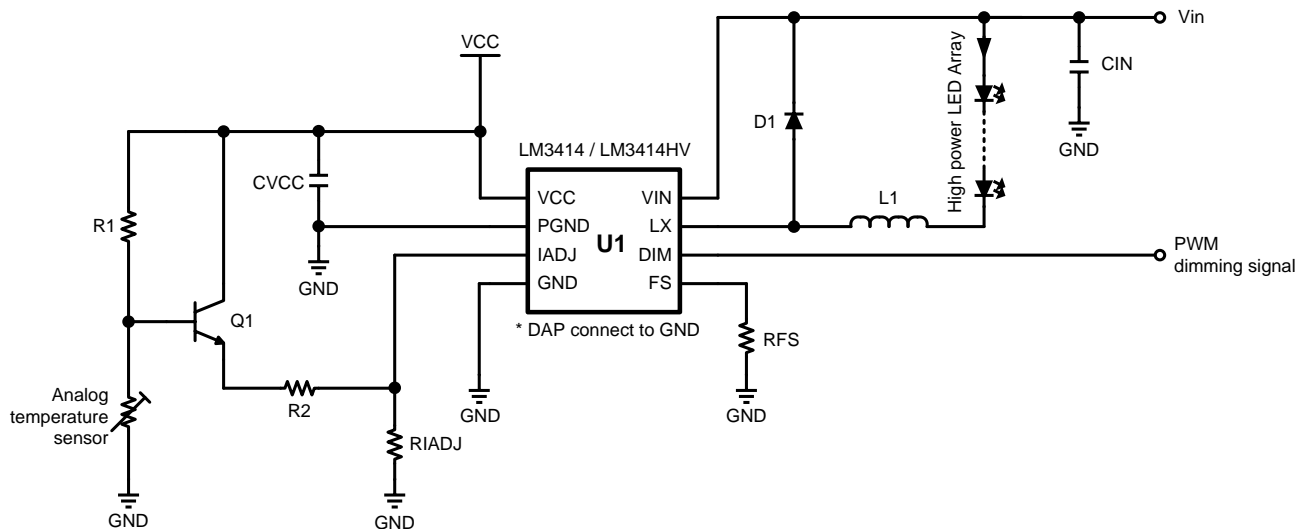 Vin
VCC
High power LED Array
CIN
D1
GND
LM3414 / LM3414HV
CVCC
VCC
VIN
L1
R1
PGND
LX
U1
IADJ
DIM
PWM
dimming signal
GND
GND
FS
Q1
* DAP connect to GND
RFS
Analog
temperature
sensor
R2
GND
GND
RIADJ
GND
GND